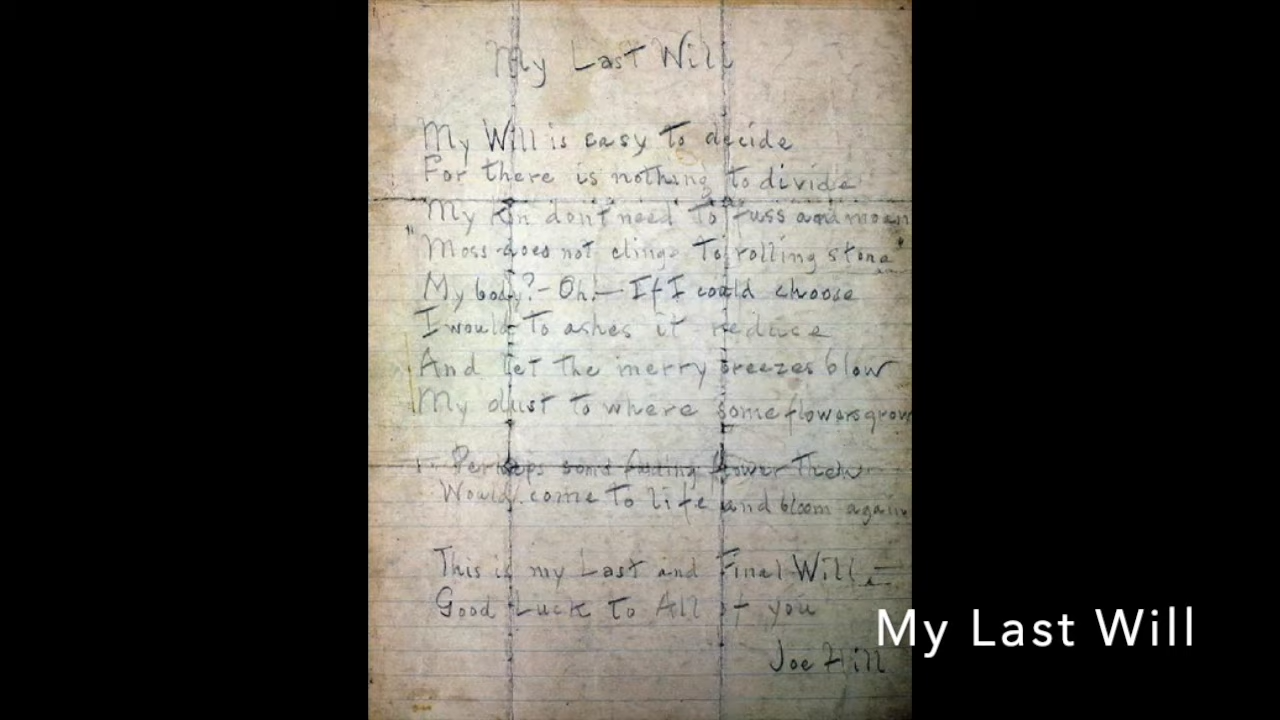 My Last Will
My Will is easy to decide
For there is nothing to divide
My kin don't need to fuss and moan
"Moss does not cling to rolling stone"
My body? - Oh! - If I could choose
I would to ashes it reduce
And let the merry breezes blow
My dust to where some flowers grow
Perhaps some fading flower then
Would come to life and bloom again
This is my Last and Final Will
Good Luck to All of you
Joe Hill
My Last Will